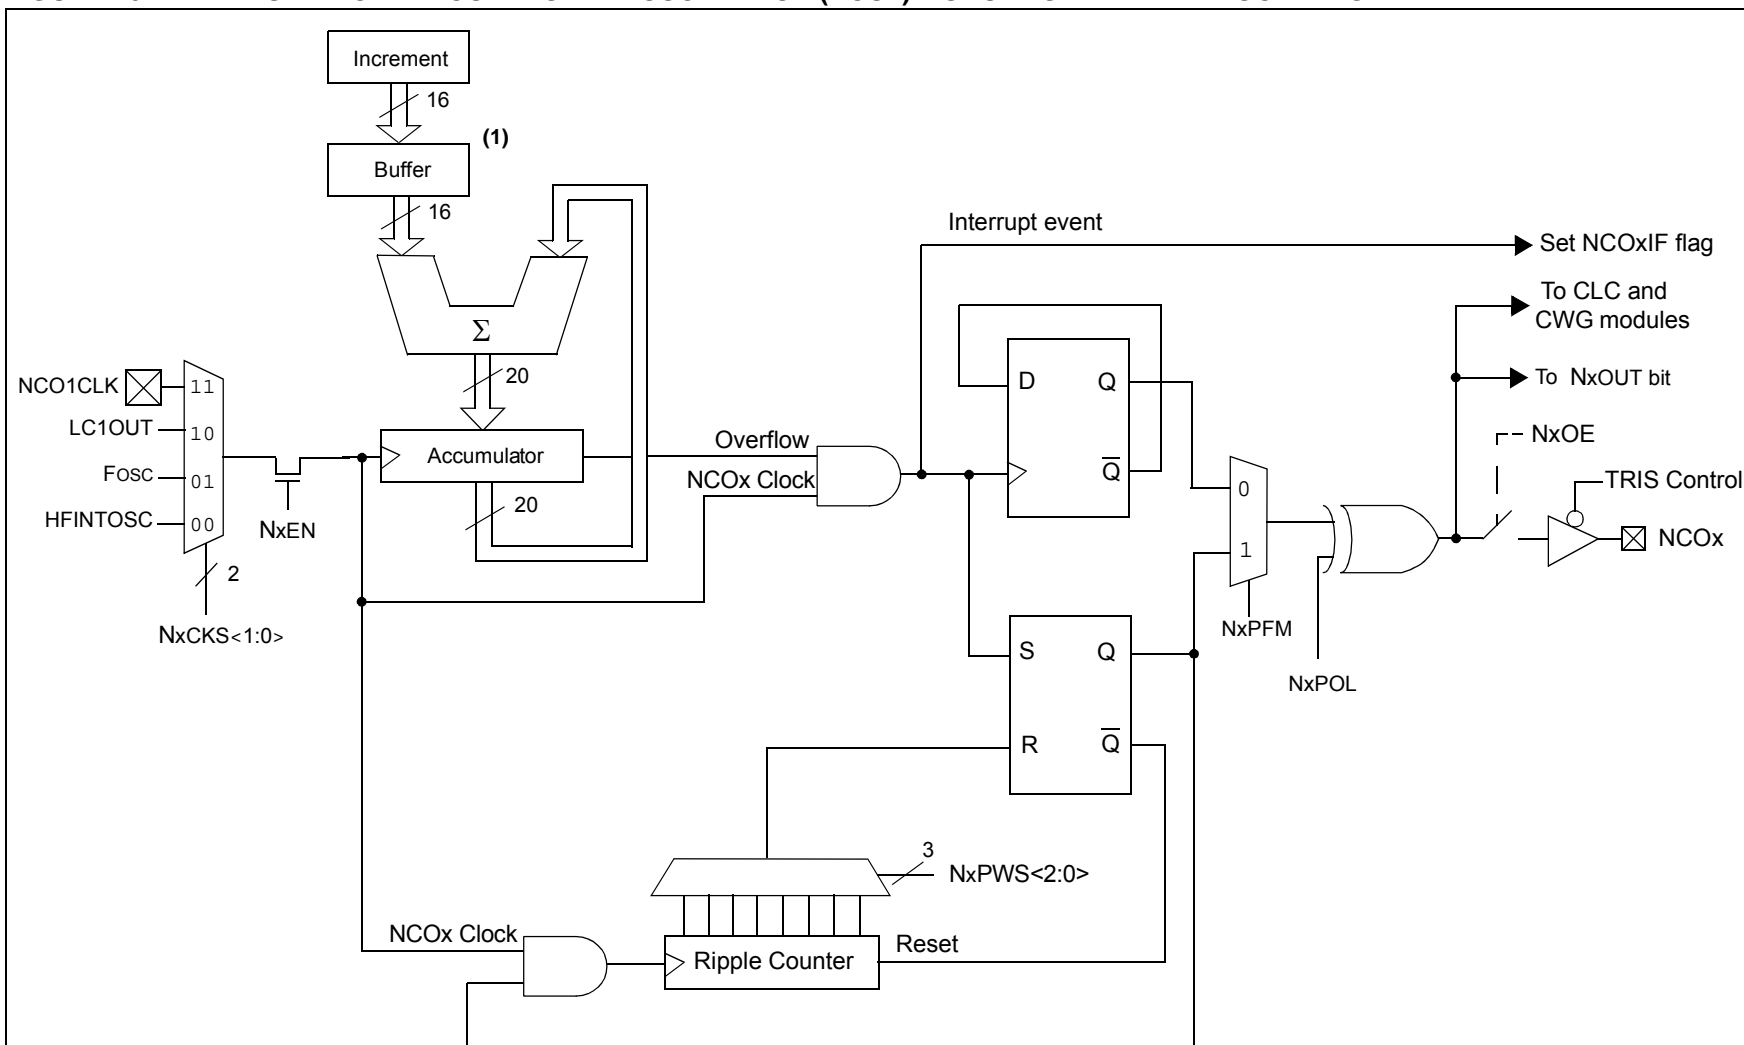 Increment
16
(1)
Buffer
16
Interrupt event
Set NCOxIF flag
To CLC and
CWG modules
Σ
D
Q
To NxOUT bit
20
NCO1CLK
11
LC1OUT
10
Overflow
NxOE
Accumulator
FOSC
01
NCOx Clock
Q
0
TRIS Control
HFINTOSC
00
NxEN
20
1
NCOx
2
NxCKS<1:0>
NxPFM
S
Q
NxPOL
R
Q
3
NxPWS<2:0>
NCOx Clock
Reset
Ripple Counter